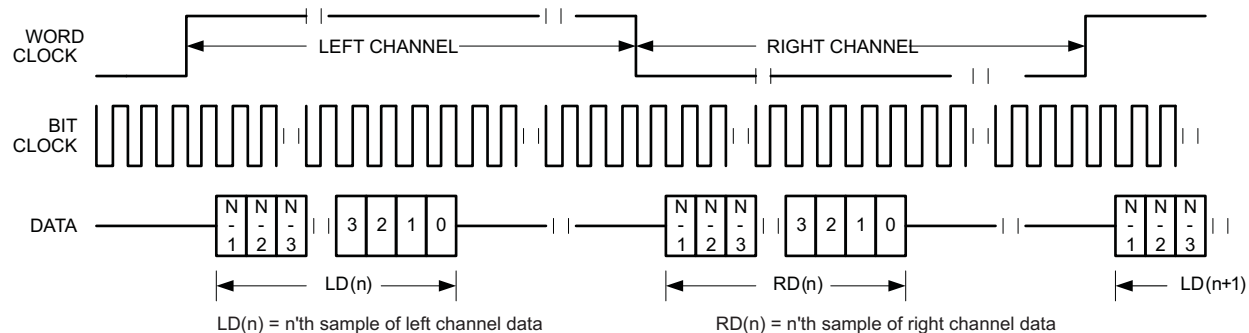 WORD
CLOCK
LEFT CHANNEL
RIGHT CHANNEL
BIT
CLOCK
DATA
N
-
1
N
-
2
N
-
3
3 2 1 0
N
-
1
N
-
2
N
-
3
3 2 1 0
N
-
1
N
-
2
N
-
3
LD(n)
RD(n)
LD(n+1)
LD(n) = n'th sample of left channel data
RD(n) = n'th sample of right channel data